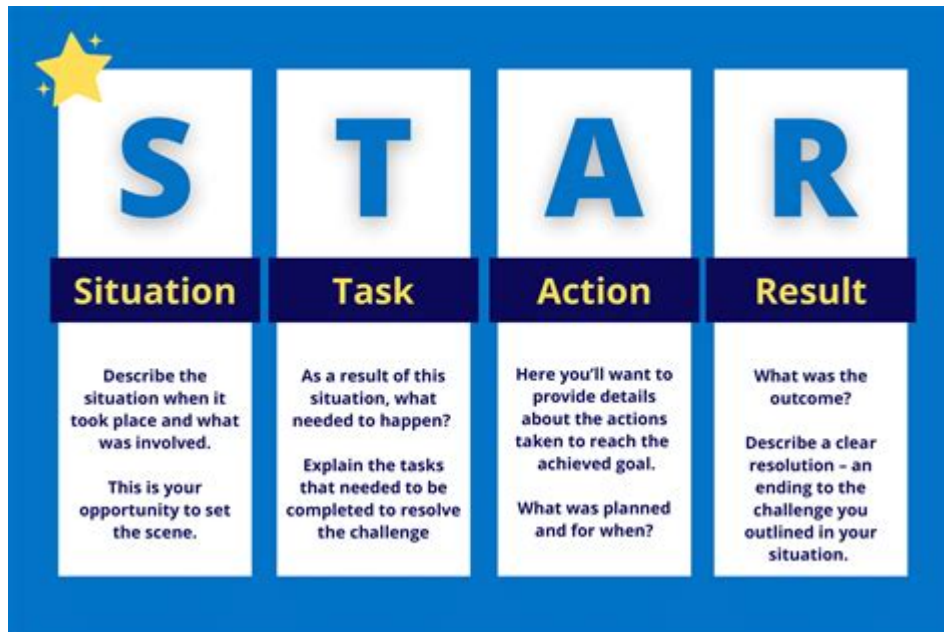 S
Situation
Describe the
situation when it
took place and what
was involved.
This is your
opportunity to set
the scene.
T
Task
As a result of this
situation, what
needed to happen?
Explain the tasks
that needed to be
completed to resolve
the challenge
A
Action
Here you'll want to
provide details
about the actions
taken to reach the
achieved goal.
What was planned
and for when?
R
Result
What was the
outcome?
Describe a clear
resolution – an
ending to the
challenge you
outlined in your
situation.